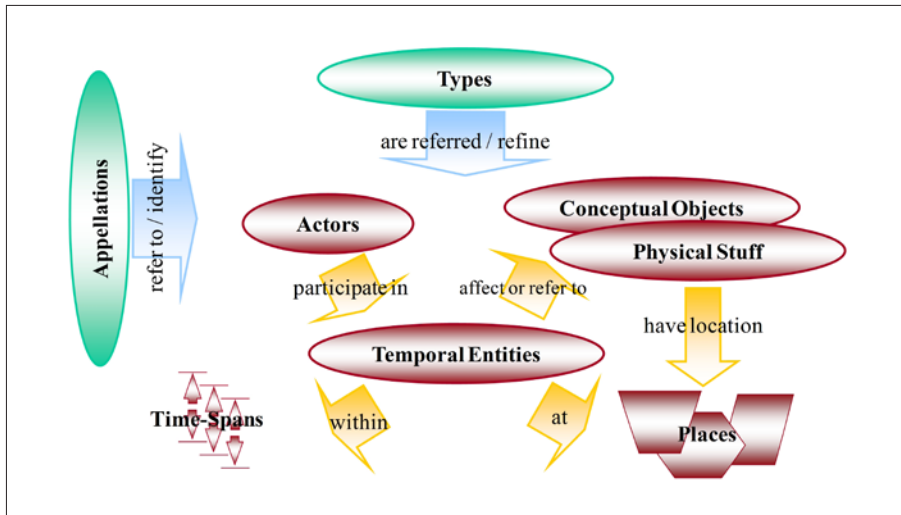 Types
are referred / refine
Appellations
refer to / identify
Actors
Conceptual Objects
Physical Stuff
participate in
affect or refer to
have location
Temporal Entities
Time-Spans
within
at
Places